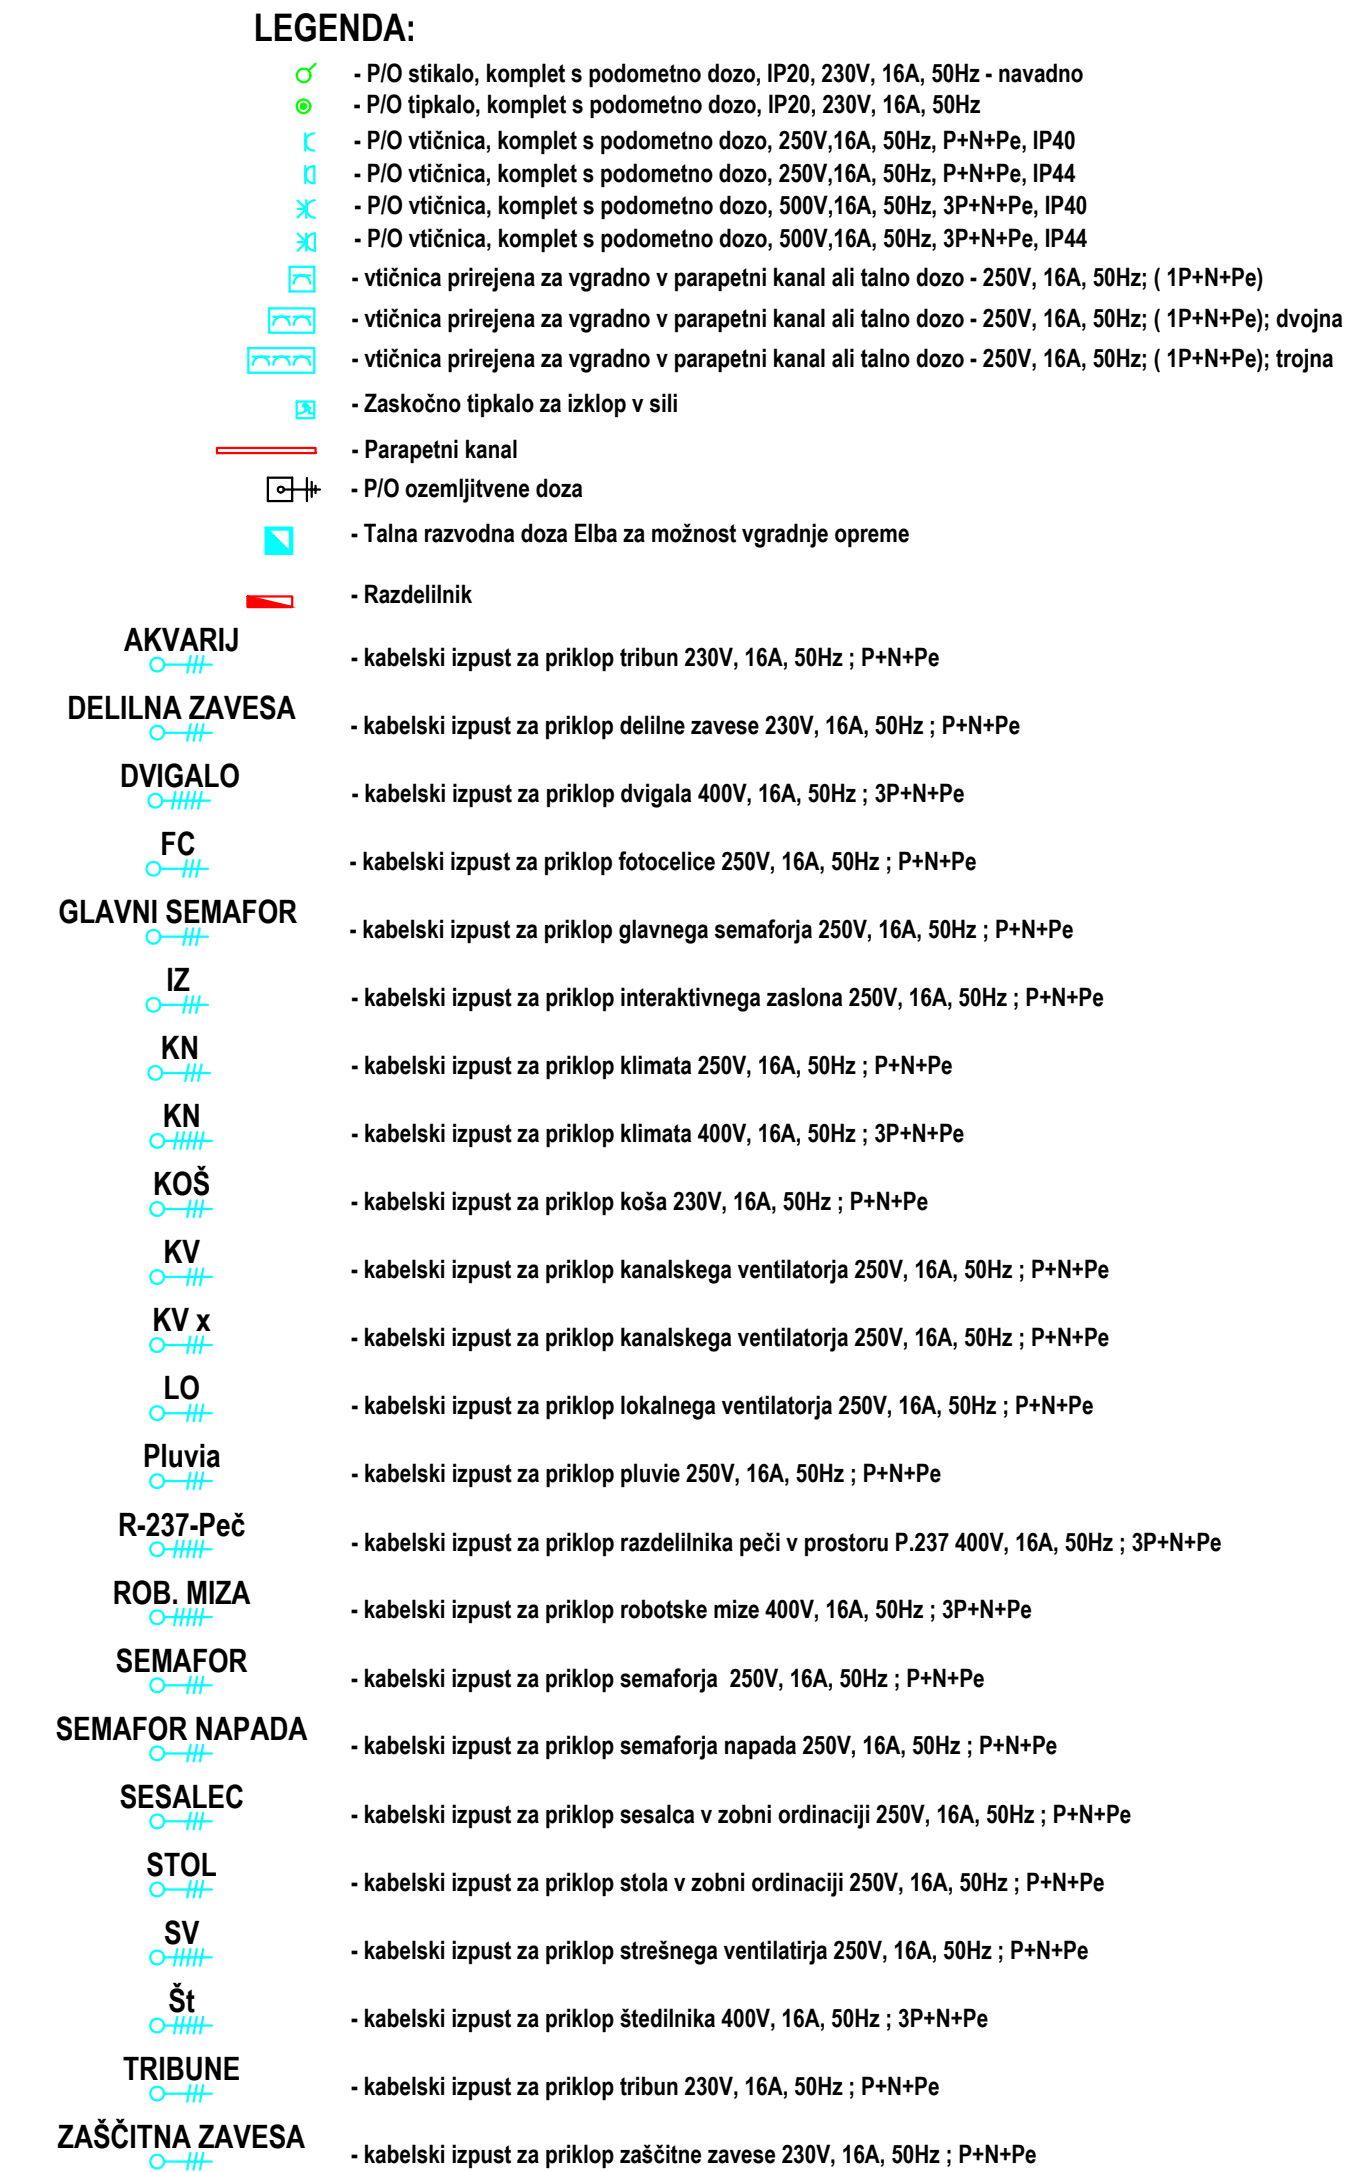 LEGENDA:
- P/O stikalo, komplet s podometno dozo, IP20, 230V, 16A, 50Hz - navadno
- P/O tipkalo, komplet s podometno dozo, IP20, 230V, 16A, 50Hz
- P/O vtičnica, komplet s podometno dozo, 250V,16A, 50Hz, P+N+Pe, IP40
- P/O vtičnica, komplet s podometno dozo, 250V,16A, 50Hz, P+N+Pe, IP44
- P/O vtičnica, komplet s podometno dozo, 500V,16A, 50Hz, 3P+N+Pe, IP40
- P/O vtičnica, komplet s podometno dozo, 500V,16A, 50Hz, 3P+N+Pe, IP44
- vtičnica prirejena za vgradno v parapetni kanal ali talno dozo - 250V, 16A, 50Hz; ( 1P+N+Pe)
- vtičnica prirejena za vgradno v parapetni kanal ali talno dozo - 250V, 16A, 50Hz; ( 1P+N+Pe); dvojna
- vtičnica prirejena za vgradno v parapetni kanal ali talno dozo - 250V, 16A, 50Hz; ( 1P+N+Pe); trojna
- Zaskočno tipkalo za izklop v sili
- Parapetni kanal
- P/O ozemljitvene doza
- Talna razvodna doza Elba za možnost vgradnje opreme
- Razdelilnik
AKVARIJ
- kabelski izpust za priklop tribun 230V, 16A, 50Hz ; P+N+Pe
DELILNA ZAVESA
- kabelski izpust za priklop delilne zavese 230V, 16A, 50Hz ; P+N+Pe
DVIGALO
- kabelski izpust za priklop dvigala 400V, 16A, 50Hz ; 3P+N+Pe
FC
- kabelski izpust za priklop fotocelice 250V, 16A, 50Hz ; P+N+Pe
GLAVNI SEMAFOR
- kabelski izpust za priklop glavnega semaforja 250V, 16A, 50Hz ; P+N+Pe
IZ
- kabelski izpust za priklop interaktivnega zaslona 250V, 16A, 50Hz ; P+N+Pe
KN
- kabelski izpust za priklop klimata 250V, 16A, 50Hz ; P+N+Pe
KN
- kabelski izpust za priklop klimata 400V, 16A, 50Hz ; 3P+N+Pe
KOŠ
- kabelski izpust za priklop koša 230V, 16A, 50Hz ; P+N+Pe
KV
- kabelski izpust za priklop kanalskega ventilatorja 250V, 16A, 50Hz ; P+N+Pe
KV x
- kabelski izpust za priklop kanalskega ventilatorja 250V, 16A, 50Hz ; P+N+Pe
LO
- kabelski izpust za priklop lokalnega ventilatorja 250V, 16A, 50Hz ; P+N+Pe
Pluvia
- kabelski izpust za priklop pluvie 250V, 16A, 50Hz ; P+N+Pe
R-237-Peč
- kabelski izpust za priklop razdelilnika peči v prostoru P.237 400V, 16A, 50Hz ; 3P+N+Pe
ROB. MIZA
- kabelski izpust za priklop robotske mize 400V, 16A, 50Hz ; 3P+N+Pe
SEMAFOR
- kabelski izpust za priklop semaforja  250V, 16A, 50Hz ; P+N+Pe
SEMAFOR NAPADA
- kabelski izpust za priklop semaforja napada 250V, 16A, 50Hz ; P+N+Pe
SESALEC
- kabelski izpust za priklop sesalca v zobni ordinaciji 250V, 16A, 50Hz ; P+N+Pe
STOL
- kabelski izpust za priklop stola v zobni ordinaciji 250V, 16A, 50Hz ; P+N+Pe
SV
- kabelski izpust za priklop strešnega ventilatirja 250V, 16A, 50Hz ; P+N+Pe
Št
- kabelski izpust za priklop štedilnika 400V, 16A, 50Hz ; 3P+N+Pe
TRIBUNE
- kabelski izpust za priklop tribun 230V, 16A, 50Hz ; P+N+Pe
ZAŠČITNA ZAVESA
- kabelski izpust za priklop zaščitne zavese 230V, 16A, 50Hz ; P+N+Pe